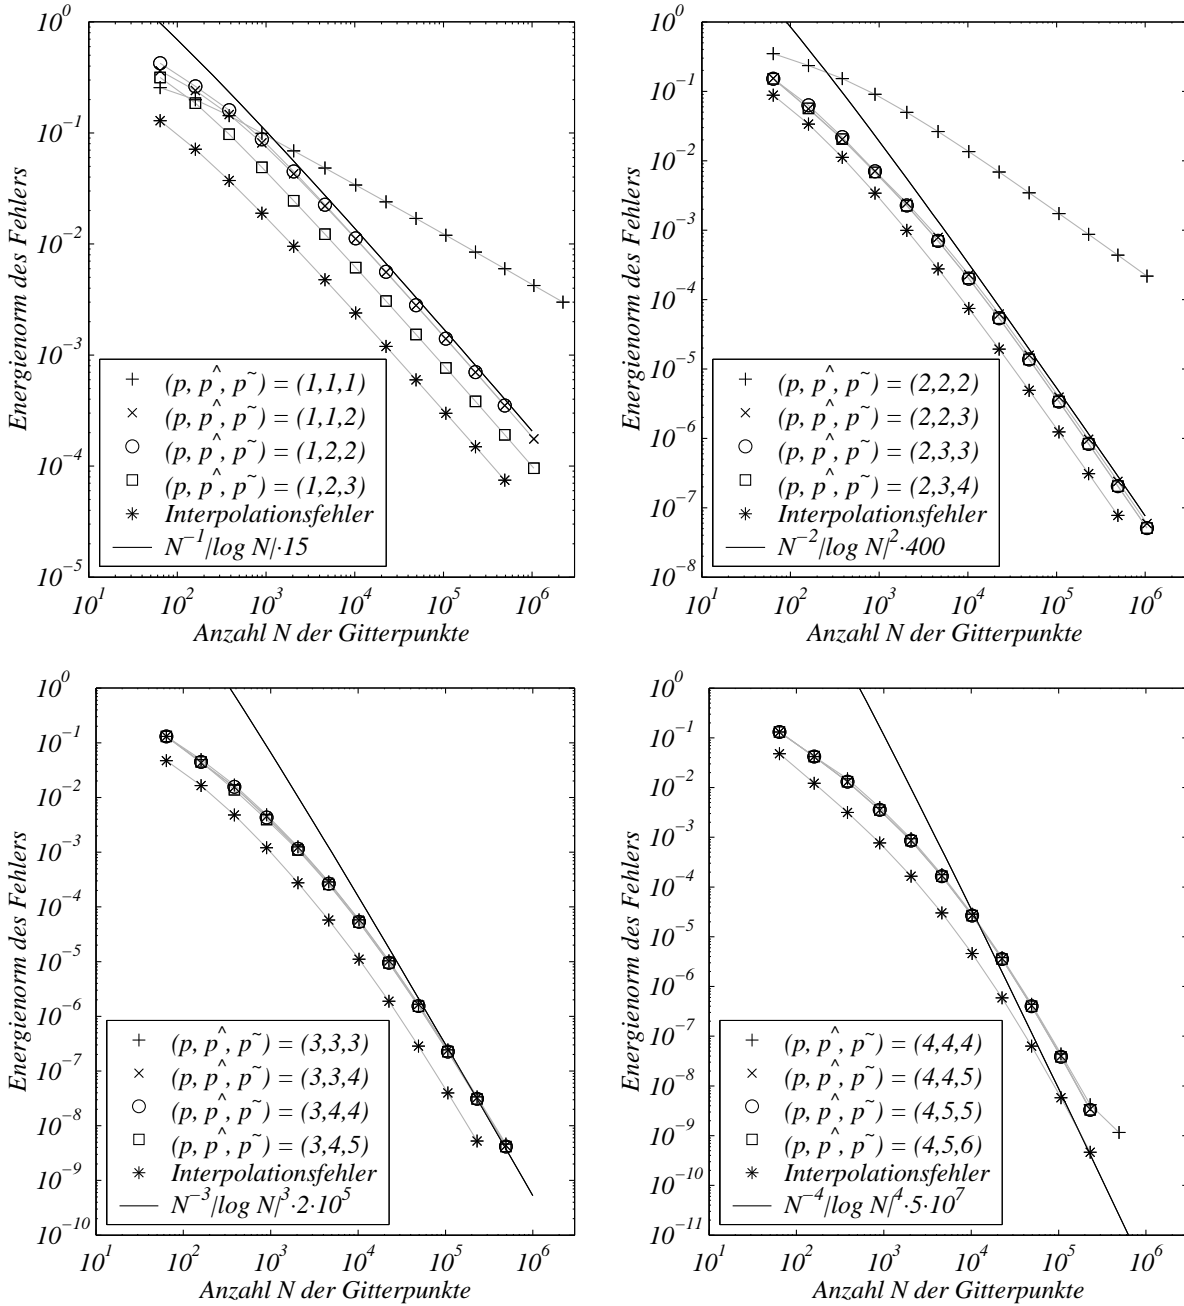 Energienorm des Fehlers
10^0
10^−1
10^−2
10^−3
10^−4
10^−5
(p, p^, p~) = (1,1,1)
(p, p^, p~) = (1,1,2)
(p, p^, p~) = (1,2,2)
(p, p^, p~) = (1,2,3)
Interpolationsfehler
N^−1|log N|·15
10^1 10^2 10^3 10^4 10^5 10^6
Anzahl N der Gitterpunkte
Energienorm des Fehlers
10^0
10^−1
10^−2
10^−3
10^−4
10^−5
10^−6
10^−7
10^−8
(p, p^, p~) = (2,2,2)
(p, p^, p~) = (2,2,3)
(p, p^, p~) = (2,3,3)
(p, p^, p~) = (2,3,4)
Interpolationsfehler
N^−2|log N|^2·400
10^1 10^2 10^3 10^4 10^5 10^6
Anzahl N der Gitterpunkte
Energienorm des Fehlers
10^0
10^−1
10^−2
10^−3
10^−4
10^−5
10^−6
10^−7
10^−8
10^−9
10^−10
(p, p^, p~) = (3,3,3)
(p, p^, p~) = (3,3,4)
(p, p^, p~) = (3,4,4)
(p, p^, p~) = (3,4,5)
Interpolationsfehler
N^−3|log N|^3·2·10^5
10^1 10^2 10^3 10^4 10^5 10^6
Anzahl N der Gitterpunkte
Energienorm des Fehlers
10^0
10^−1
10^−2
10^−3
10^−4
10^−5
10^−6
10^−7
10^−8
10^−9
10^−10
10^−11
(p, p^, p~) = (4,4,4)
(p, p^, p~) = (4,4,5)
(p, p^, p~) = (4,5,5)
(p, p^, p~) = (4,5,6)
Interpolationsfehler
N^−4|log N|^4·5·10^7
10^1 10^2 10^3 10^4 10^5 10^6
Anzahl N der Gitterpunkte